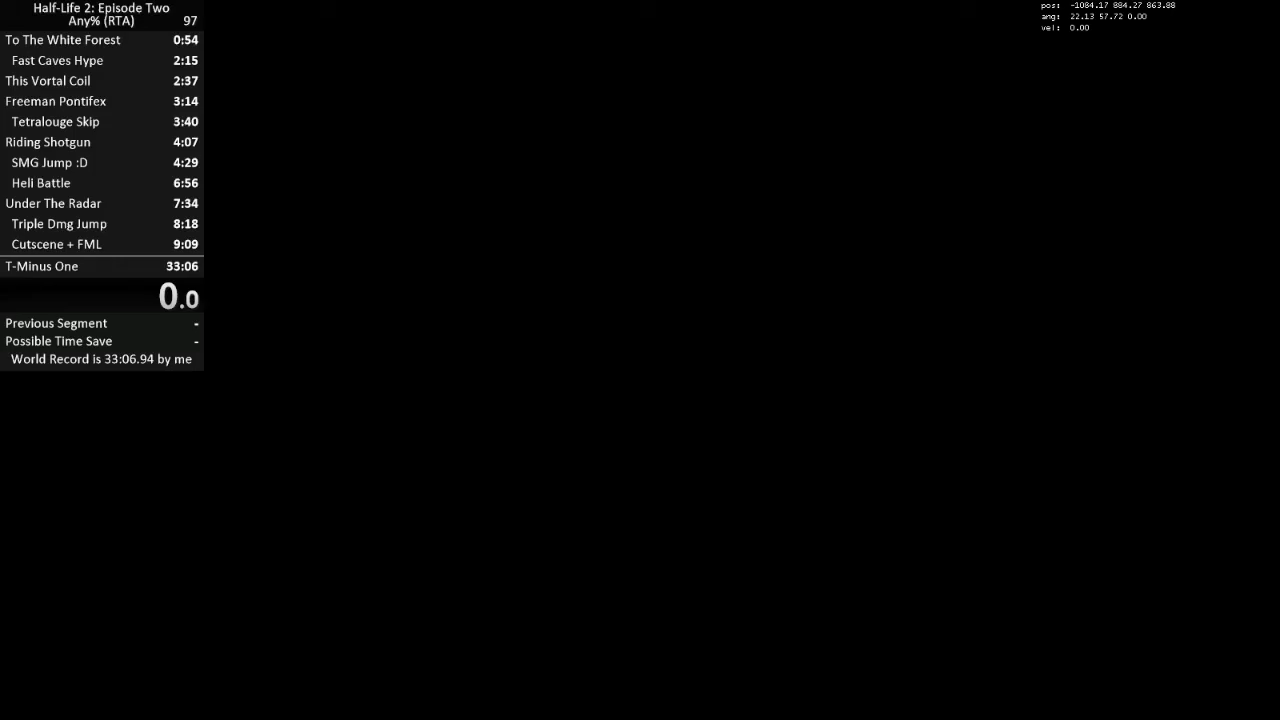 Half-Life 2: Episode Two
Any% (RTA) 97
To The White Forest 0:54
Fast Caves Hype 2:15
This Vortal Coil 2:37
Freeman Pontifex 3:14
Tetralouge Skip 3:40
Riding Shotgun 4:07
SMG Jump :D 4:29
Heli Battle 6:56
Under The Radar 7:34
Triple Dmg Jump 8:18
Cutscene + FML 9:09
T-Minus One 33:06
0.0
Previous Segment -
Possible Time Save -
World Record is 33:06.94 by me
pos: -1084.17 884.27 863.88
ang: 22.13 57.72 0.00
vel: 0.00